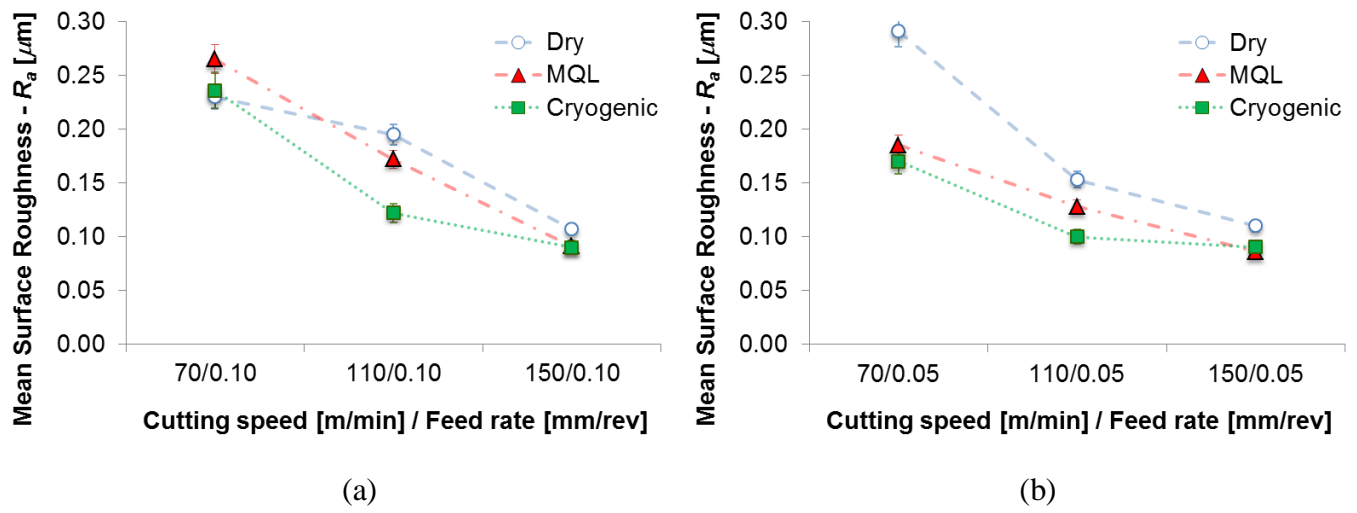 Mean Surface Roughness - Ra [μm]
0.30
0.25
0.20
0.15
0.10
0.05
0.00
Dry
MQL
Cryogenic
70/0.10 110/0.10 150/0.10
Cutting speed [m/min] / Feed rate [mm/rev]
(a)
Mean Surface Roughness - Ra [μm]
0.30
0.25
0.20
0.15
0.10
0.05
0.00
Dry
MQL
Cryogenic
70/0.05 110/0.05 150/0.05
Cutting speed [m/min] / Feed rate [mm/rev]
(b)